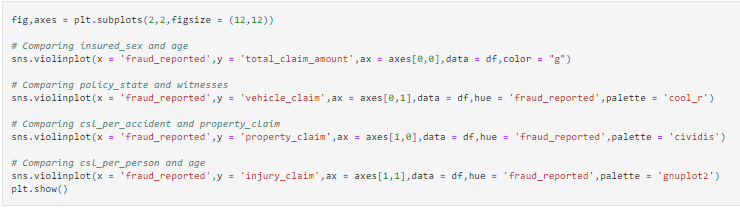 fig,axes = plt.subplots(2,2,figsize = (12,12))
# Comparing insured_sex and age
sns.violinplot(x = 'fraud_reported',y = 'total_claim_amount',ax = axes[0,0],data = df,color = "g")
# Comparing policy_state and witnesses
sns.violinplot(x = 'fraud_reported',y = 'vehicle_claim',ax = axes[0,1],data = df,hue = 'fraud_reported',palette = 'cool_r')
# Comparing csl_per_accident and property_claim
sns.violinplot(x = 'fraud_reported',y = 'property_claim',ax = axes[1,0],data = df,hue = 'fraud_reported',palette = 'cividis')
# Comparing csl_per_person and age
sns.violinplot(x = 'fraud_reported',y = 'injury_claim',ax = axes[1,1],data = df,hue = 'fraud_reported',palette = 'gnuplot2')
plt.show()